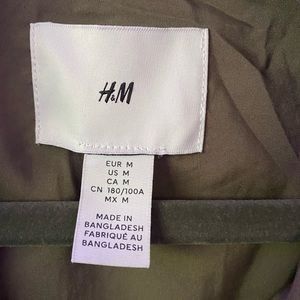 H&M
EUR M
US M
CA M
CN 180/100A
MX M
MADE IN
BANGLADESH
FABRIQUÉ AU
BANGLADESH